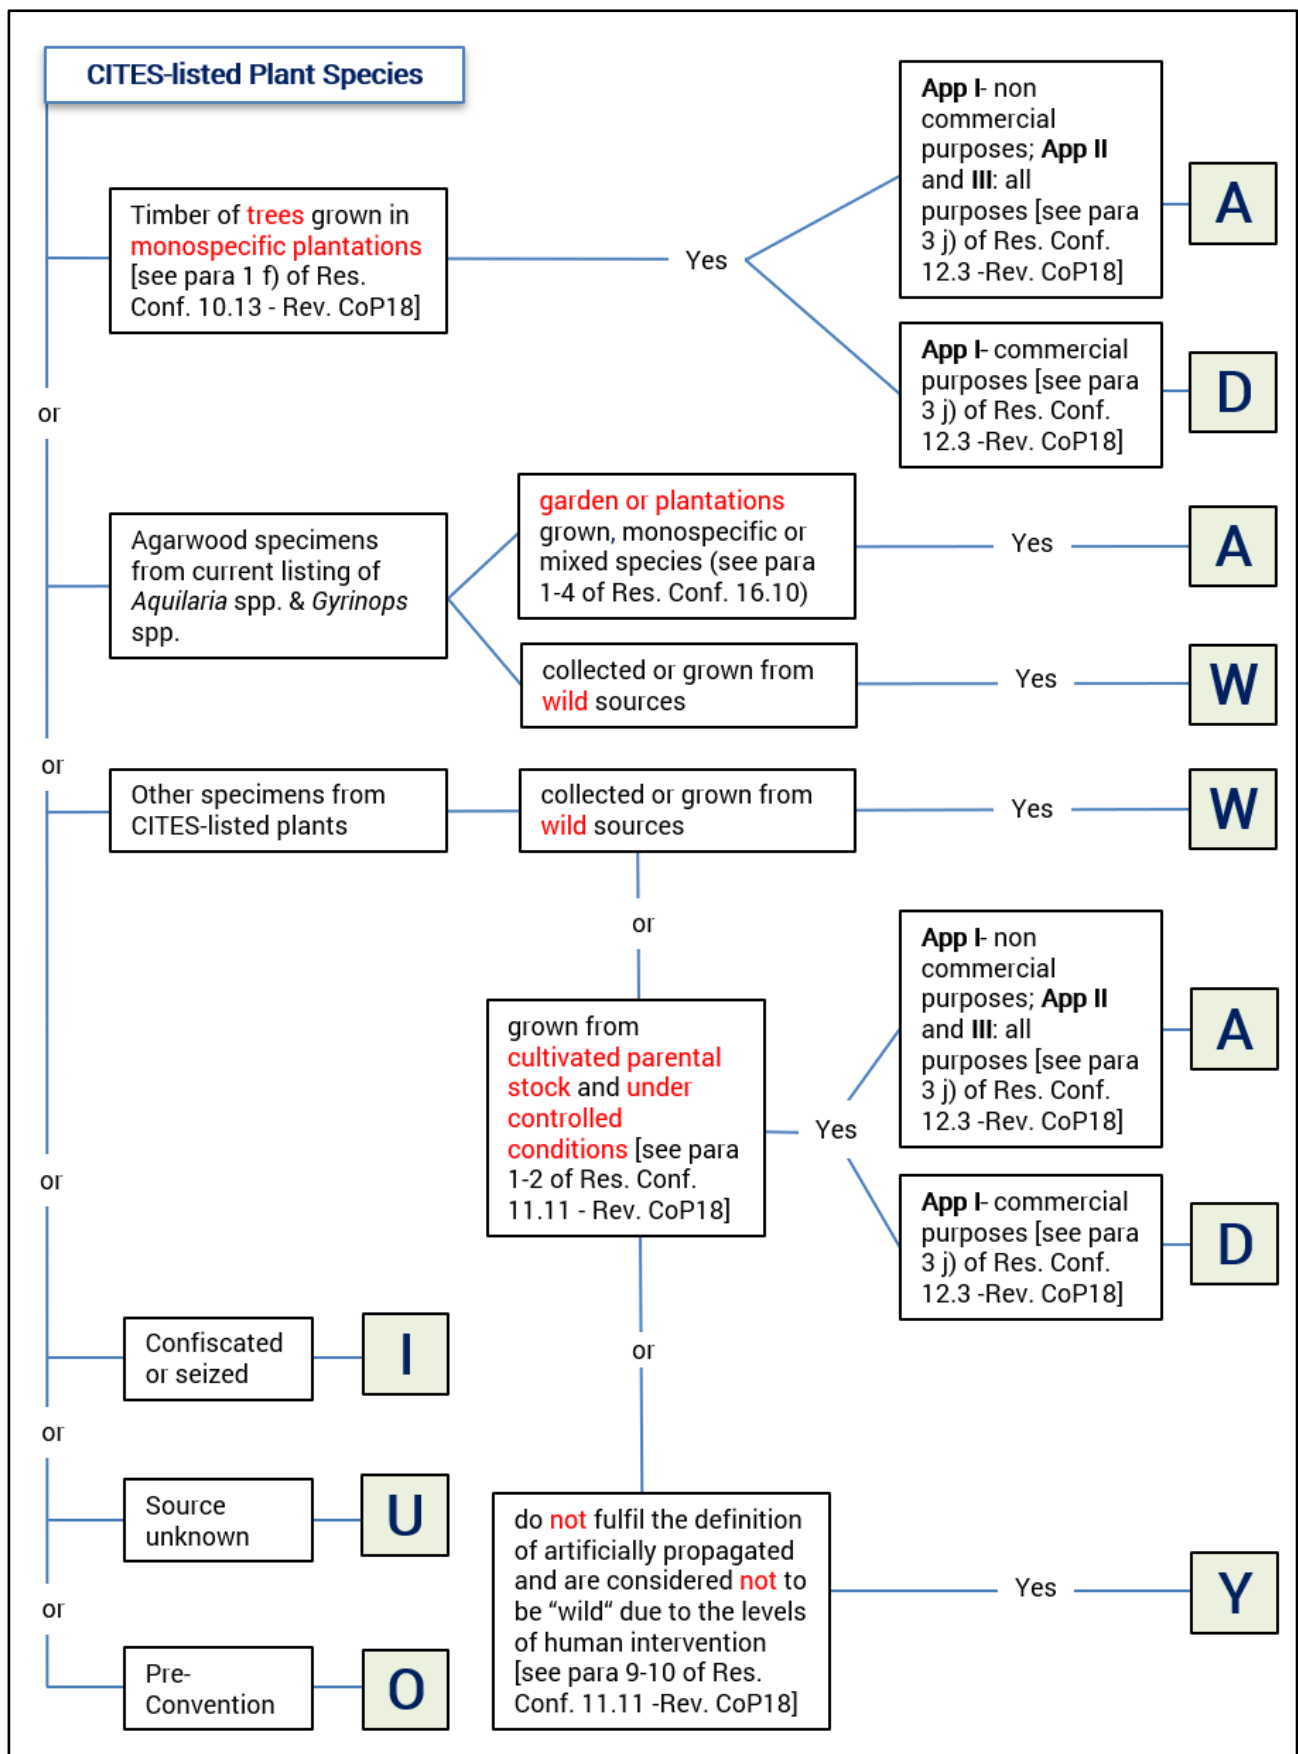 CITES-listed Plant Species
Timber of trees grown in
monospecific plantations
[see para 1 f) of Res.
Conf. 10.13 - Rev. CoP18]
Yes
App I- non
commercial
purposes; App II
and III: all
purposes [see para
3 j) of Res. Conf.
12.3 -Rev. CoP18]
A
App I- commercial
purposes [see para
3 j) of Res. Conf.
12.3 -Rev. CoP18]
D
or
Agarwood specimens
from current listing of
Aquilaria spp. & Gyrinops
spp.
garden or plantations
grown, monospecific or
mixed species (see para
1-4 of Res. Conf. 16.10)
Yes
A
collected or grown from
wild sources
Yes
W
or
Other specimens from
CITES-listed plants
collected or grown from
wild sources
Yes
W
or
grown from
cultivated parental
stock and under
controlled
conditions [see para
1-2 of Res. Conf.
11.11 - Rev. CoP18]
Yes
App I- non
commercial
purposes; App II
and III: all
purposes [see para
3 j) of Res. Conf.
12.3 -Rev. CoP18]
A
App I- commercial
purposes [see para
3 j) of Res. Conf.
12.3 -Rev. CoP18]
D
or
do not fulfil the definition
of artificially propagated
and are considered not to
be “wild“ due to the levels
of human intervention
[see para 9-10 of Res.
Conf. 11.11 -Rev. CoP18]
Yes
Y
or
Confiscated
or seized
I
or
Source
unknown
U
or
Pre-
Convention
O